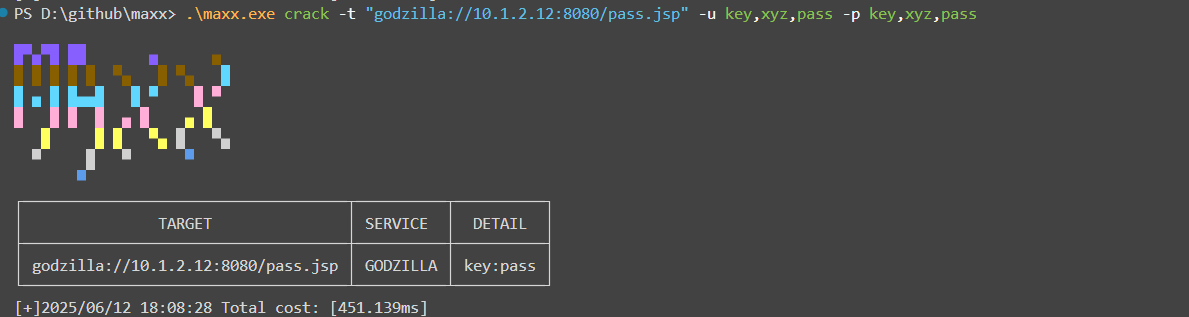 PS D:\github\maxx> .\maxx.exe crack -t "godzilla://10.1.2.12:8080/pass.jsp" -u key,xyz,pass -p key,xyz,pass
MAXX
TARGET SERVICE DETAIL
godzilla://10.1.2.12:8080/pass.jsp GODZILLA key:pass
[+]2025/06/12 18:08:28 Total cost: [451.139ms]